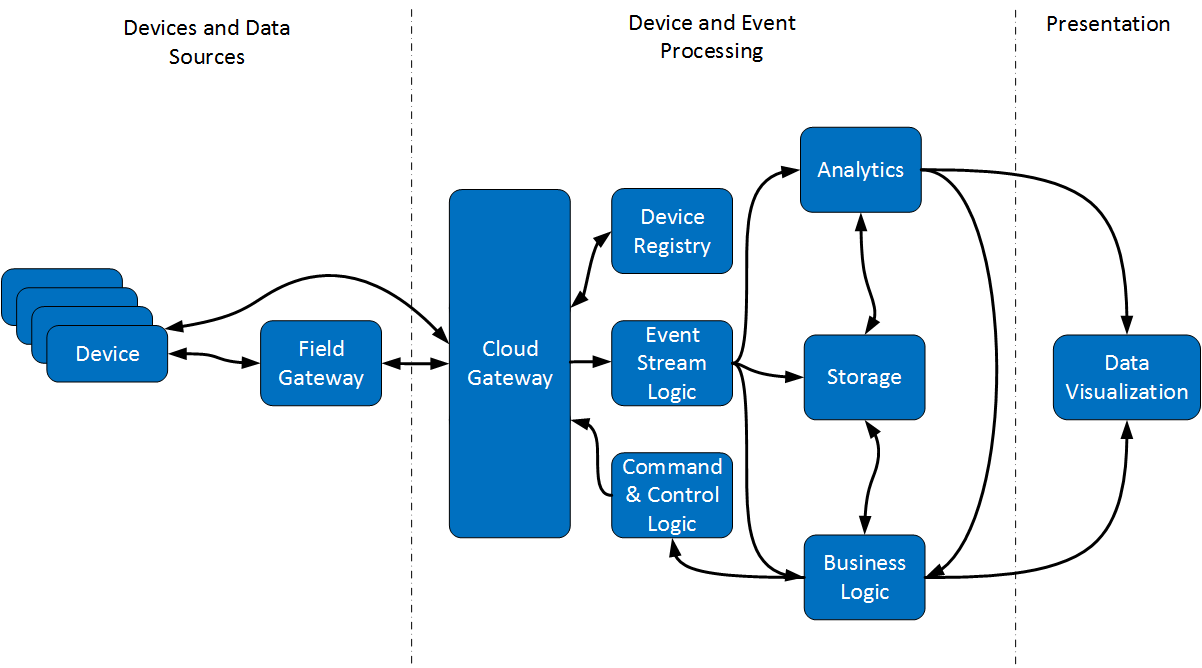 Devices and Data
Sources
Device and Event
Processing
Presentation
Analytics
Device
Registry
Device
Field
Gateway
Cloud
Gateway
Event
Stream
Logic
Storage
Data
Visualization
Command
& Control
Logic
Business
Logic